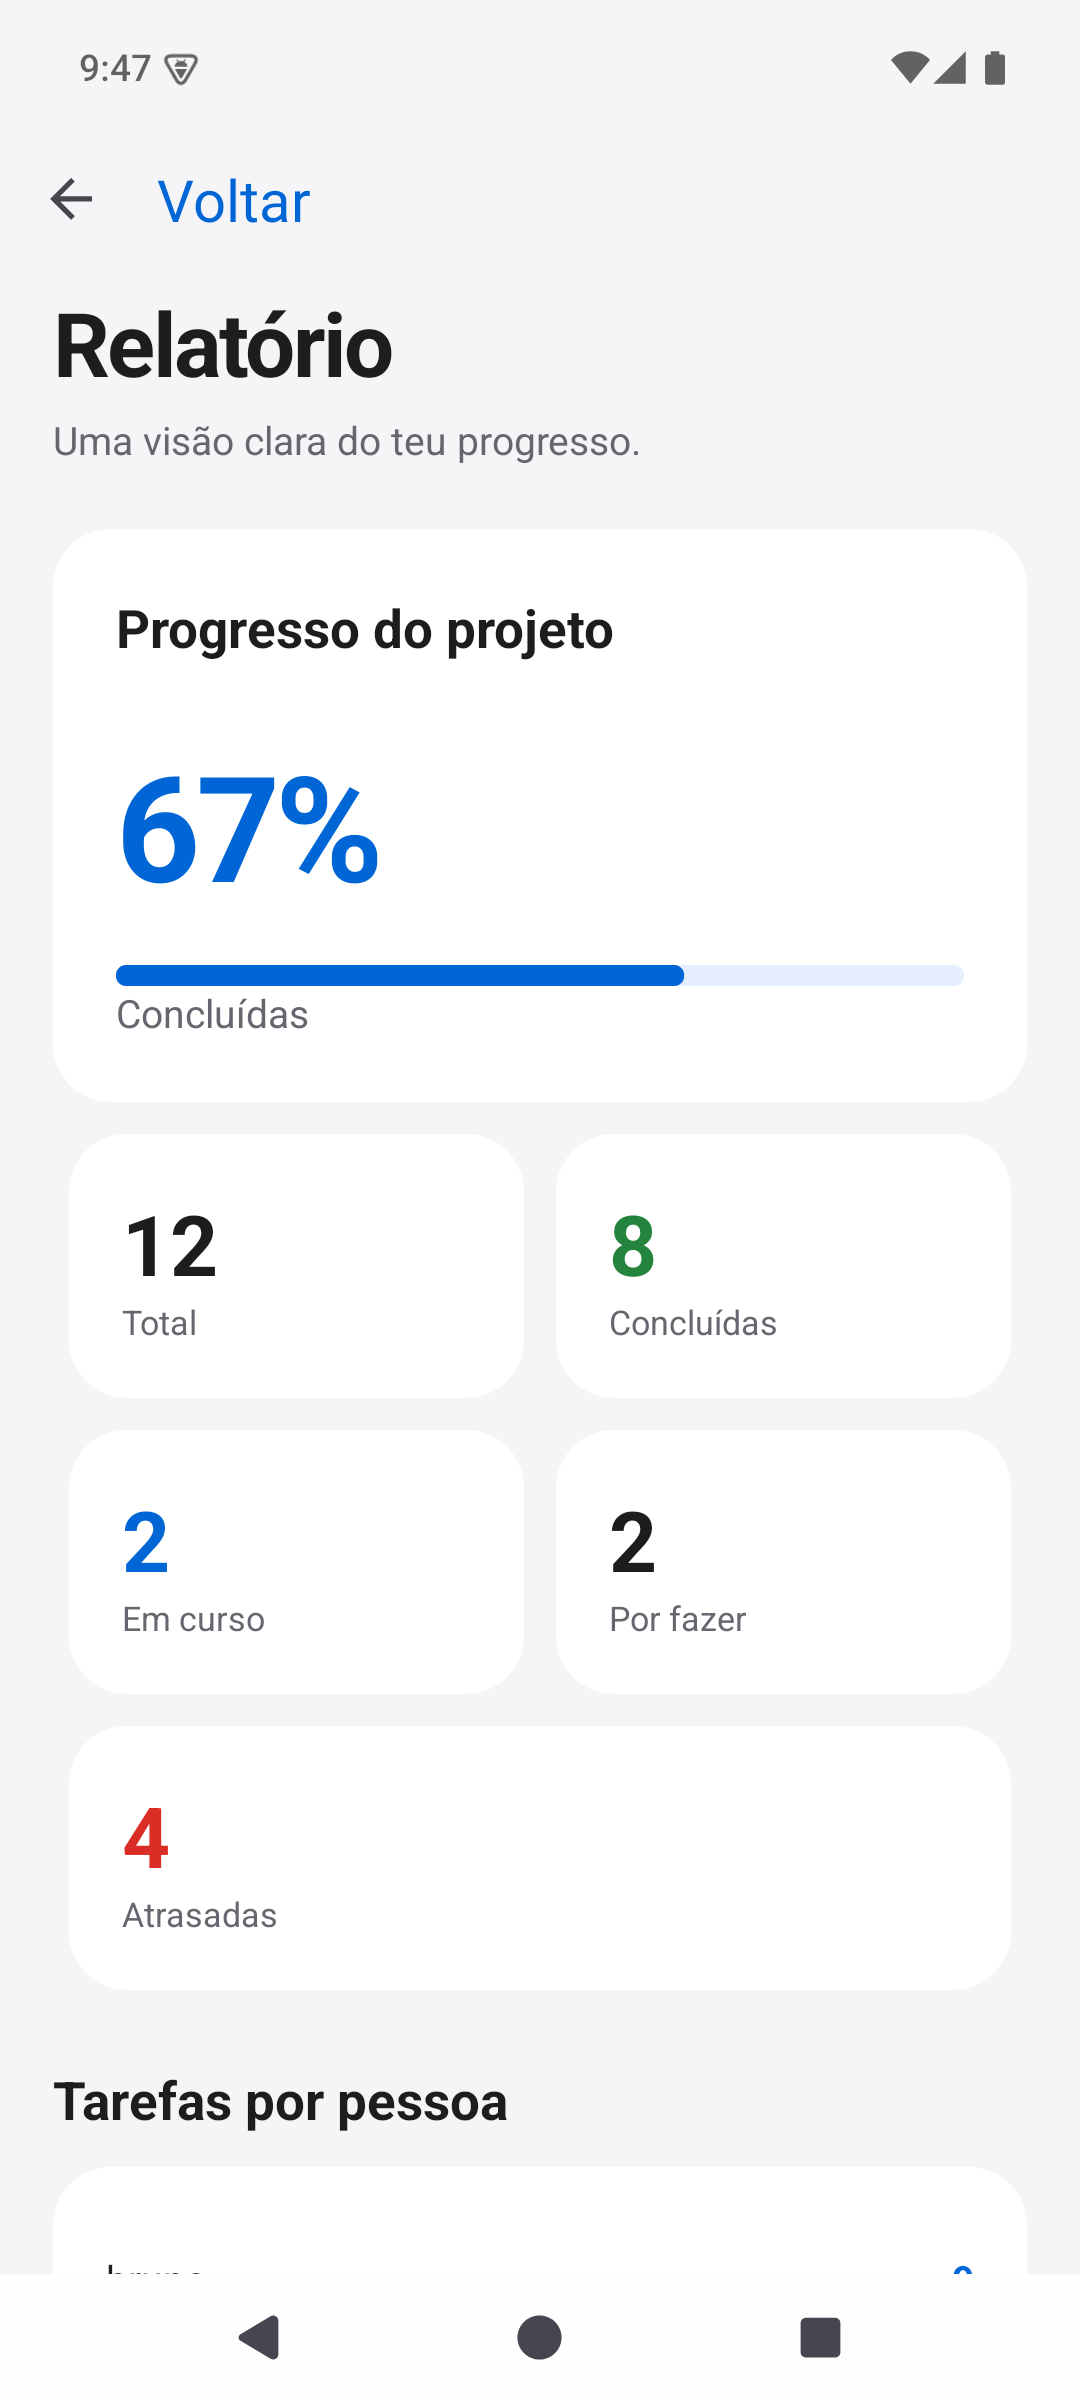 9:47
Voltar
Relatório
Uma visão clara do teu progresso.
Progresso do projeto
67%
Concluídas
12
Total
8
Concluídas
2
Em curso
2
Por fazer
4
Atrasadas
Tarefas por pessoa